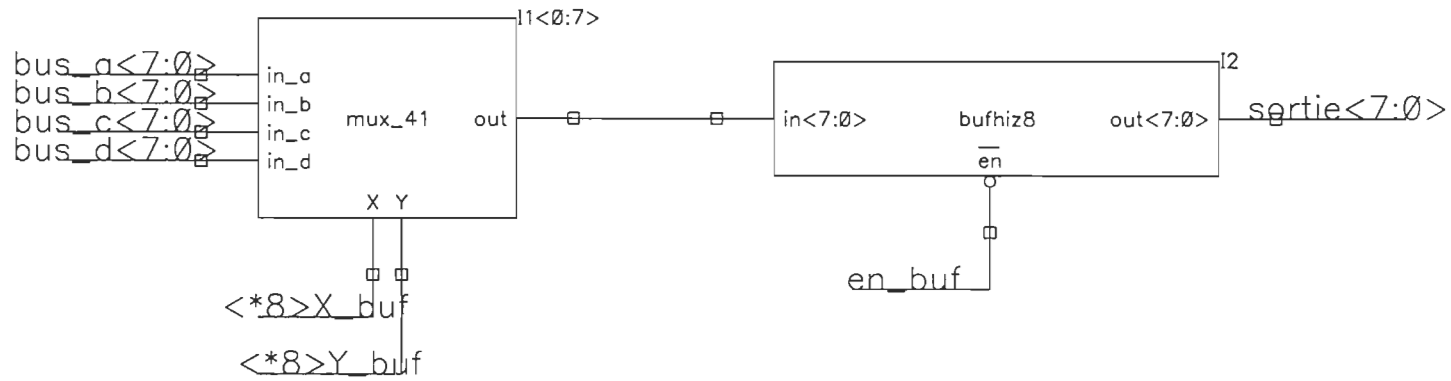 I1<0:7>
bus_a<7:0>
in_a
bus_b<7:0>
in_b
bus_c<7:0>
in_c
bus_d<7:0>
in_d
mux_41
out
X Y
<*8>X_buf
<*8>Y_buf
I2
in<7:0>
bufhiz8
out<7:0>
en
sortie<7:0>
en_buf